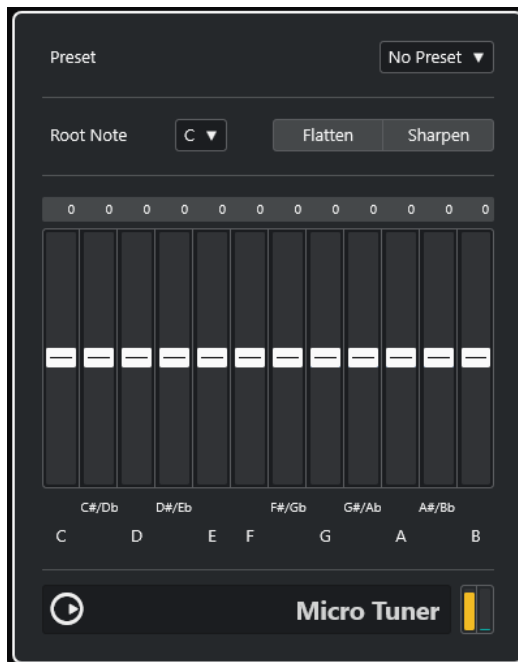 Preset No Preset
Root Note C Flatten Sharpen
0 0 0 0 0 0 0 0 0 0 0 0
C#/Db D#/Eb F#/Gb G#/Ab A#/Bb
C D E F G A B
Micro Tuner